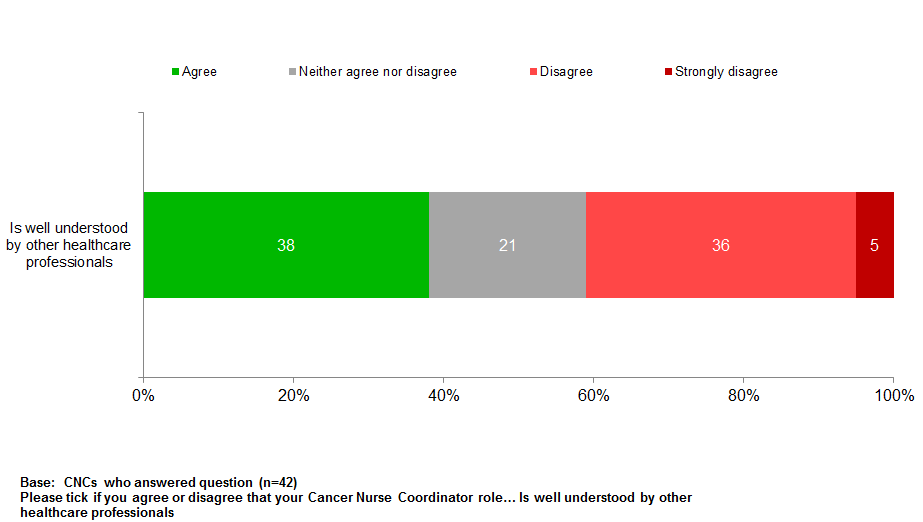 Agree Neither agree nor disagree Disagree Strongly disagree
Is well understood
by other healthcare
professionals
38 21 36 5
0% 20% 40% 60% 80% 100%
Base: CNCs who answered question (n=42)
Please tick if you agree or disagree that your Cancer Nurse Coordinator role… Is well understood by other
healthcare professionals